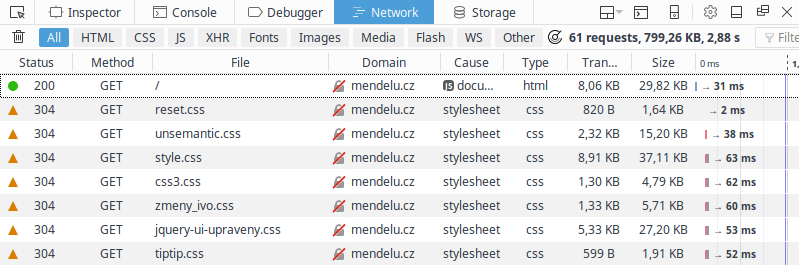 Inspector Console Debugger Network Storage
All HTML CSS JS XHR Fonts Images Media Flash WS Other 61 requests, 799,26 KB, 2,88 s Filte
Status Method File Domain Cause Type Tran... Size 0 ms 1,
200 GET / mendelu.cz JS docu... html 8,06 KB 29,82 KB → 31 ms
304 GET reset.css mendelu.cz stylesheet css 820 B 1,64 KB → 2 ms
304 GET unsemantic.css mendelu.cz stylesheet css 2,32 KB 15,20 KB → 38 ms
304 GET style.css mendelu.cz stylesheet css 8,91 KB 37,11 KB → 63 ms
304 GET css3.css mendelu.cz stylesheet css 1,30 KB 4,79 KB → 62 ms
304 GET zmeny_ivo.css mendelu.cz stylesheet css 1,33 KB 5,71 KB → 60 ms
304 GET jquery-ui-upraveny.css mendelu.cz stylesheet css 5,33 KB 27,20 KB → 53 ms
304 GET tiptip.css mendelu.cz stylesheet css 599 B 1,91 KB → 52 ms